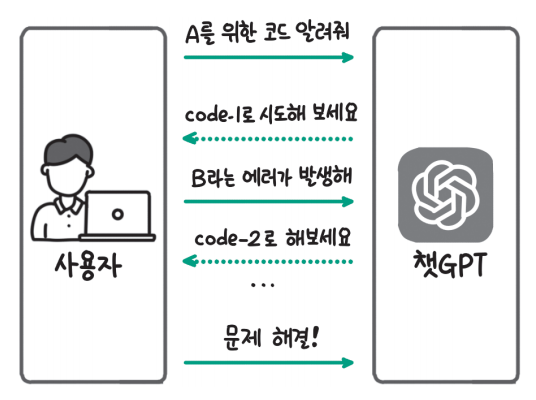 A를 위한 코드 알려줘
code-1로 시도해 보세요
B라는 에러가 발생해
code-2로 해보세요
...
문제 해결!
사용자
챗GPT